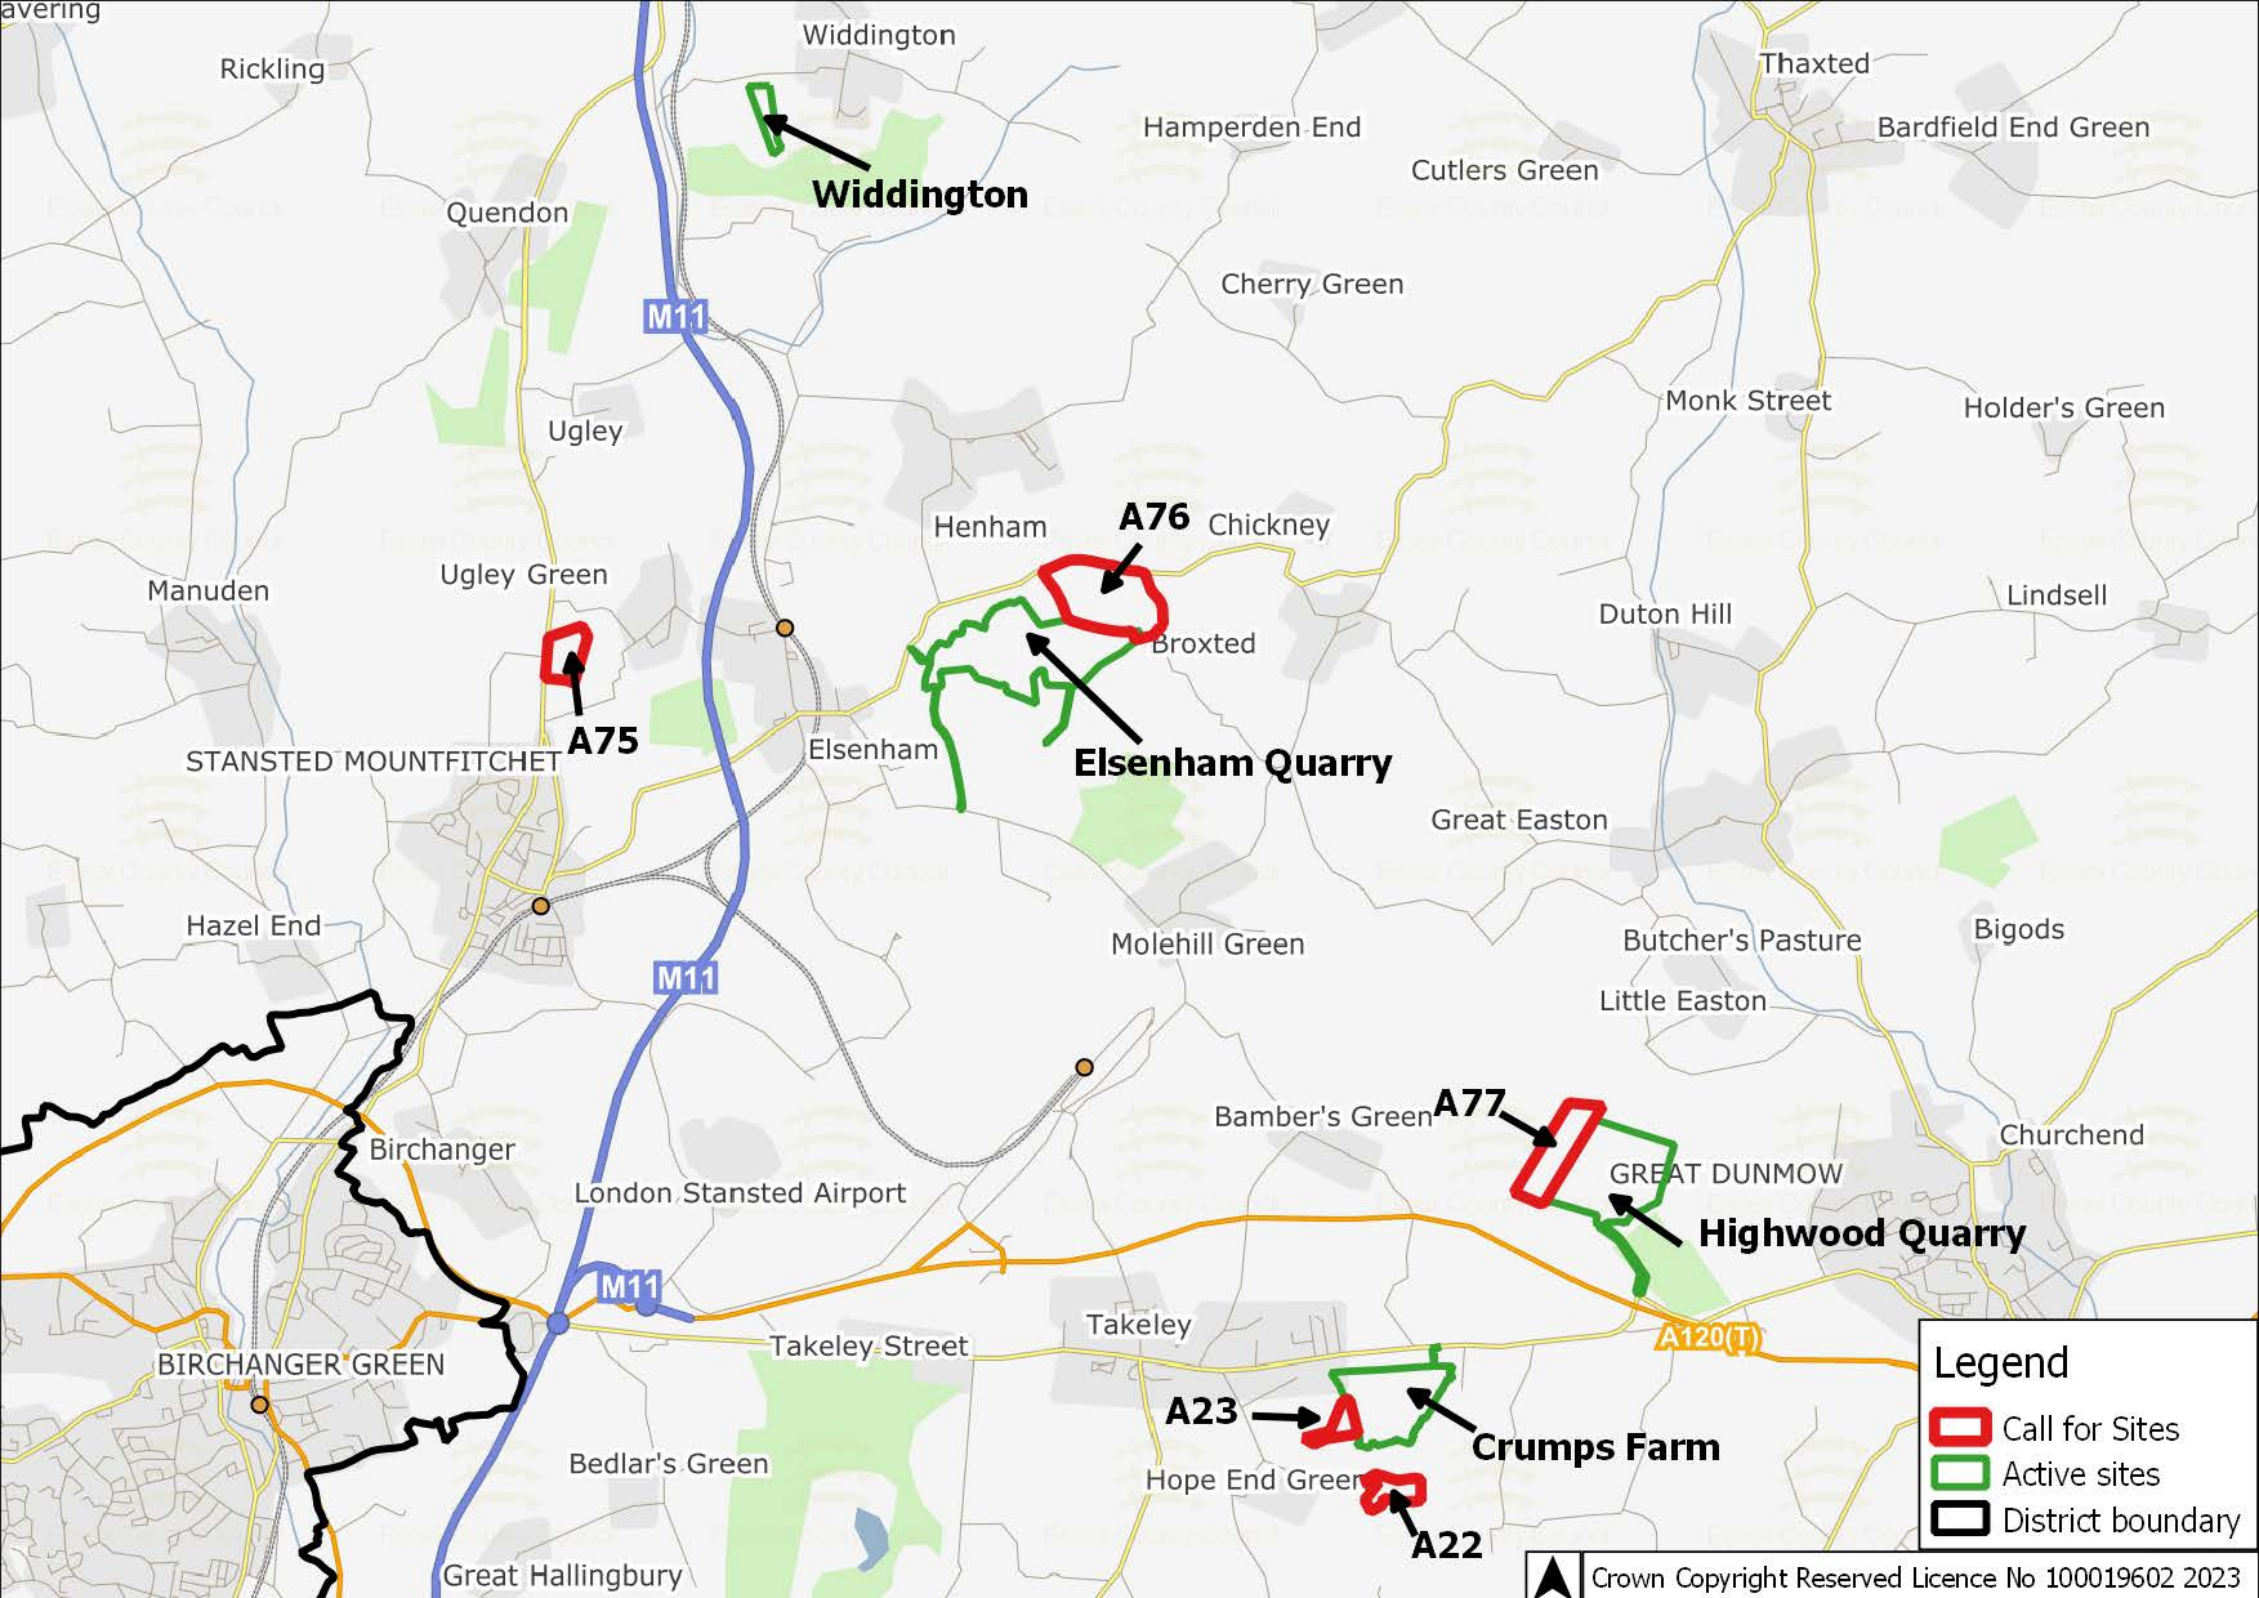 avering
Widdington
Rickling
Thaxted
Hamperden End
Bardfield End Green
Cutlers Green
Widdington
Quendon
Cherry Green
M11
Monk Street
Holder's Green
Ugley
A76
Henham
Chickney
Ugley Green
Manuden
Lindsell
Duton Hill
Broxted
A75
Elsenham
STANSTED MOUNTFITCHET
Elsenham Quarry
Great Easton
Hazel End
Molehill Green
Butcher's Pasture
Bigods
M11
Little Easton
A77
Bamber's Green
Churchend
Birchanger
GREAT DUNMOW
London Stansted Airport
Highwood Quarry
M11
Takeley
A120(T)
Takeley Street
BIRCHANGER GREEN
A23
Crumps Farm
Bedlar's Green
Hope End Green
A22
Great Hallingbury
Legend
Call for Sites
Active sites
District boundary
Crown Copyright Reserved Licence No 100019602 2023